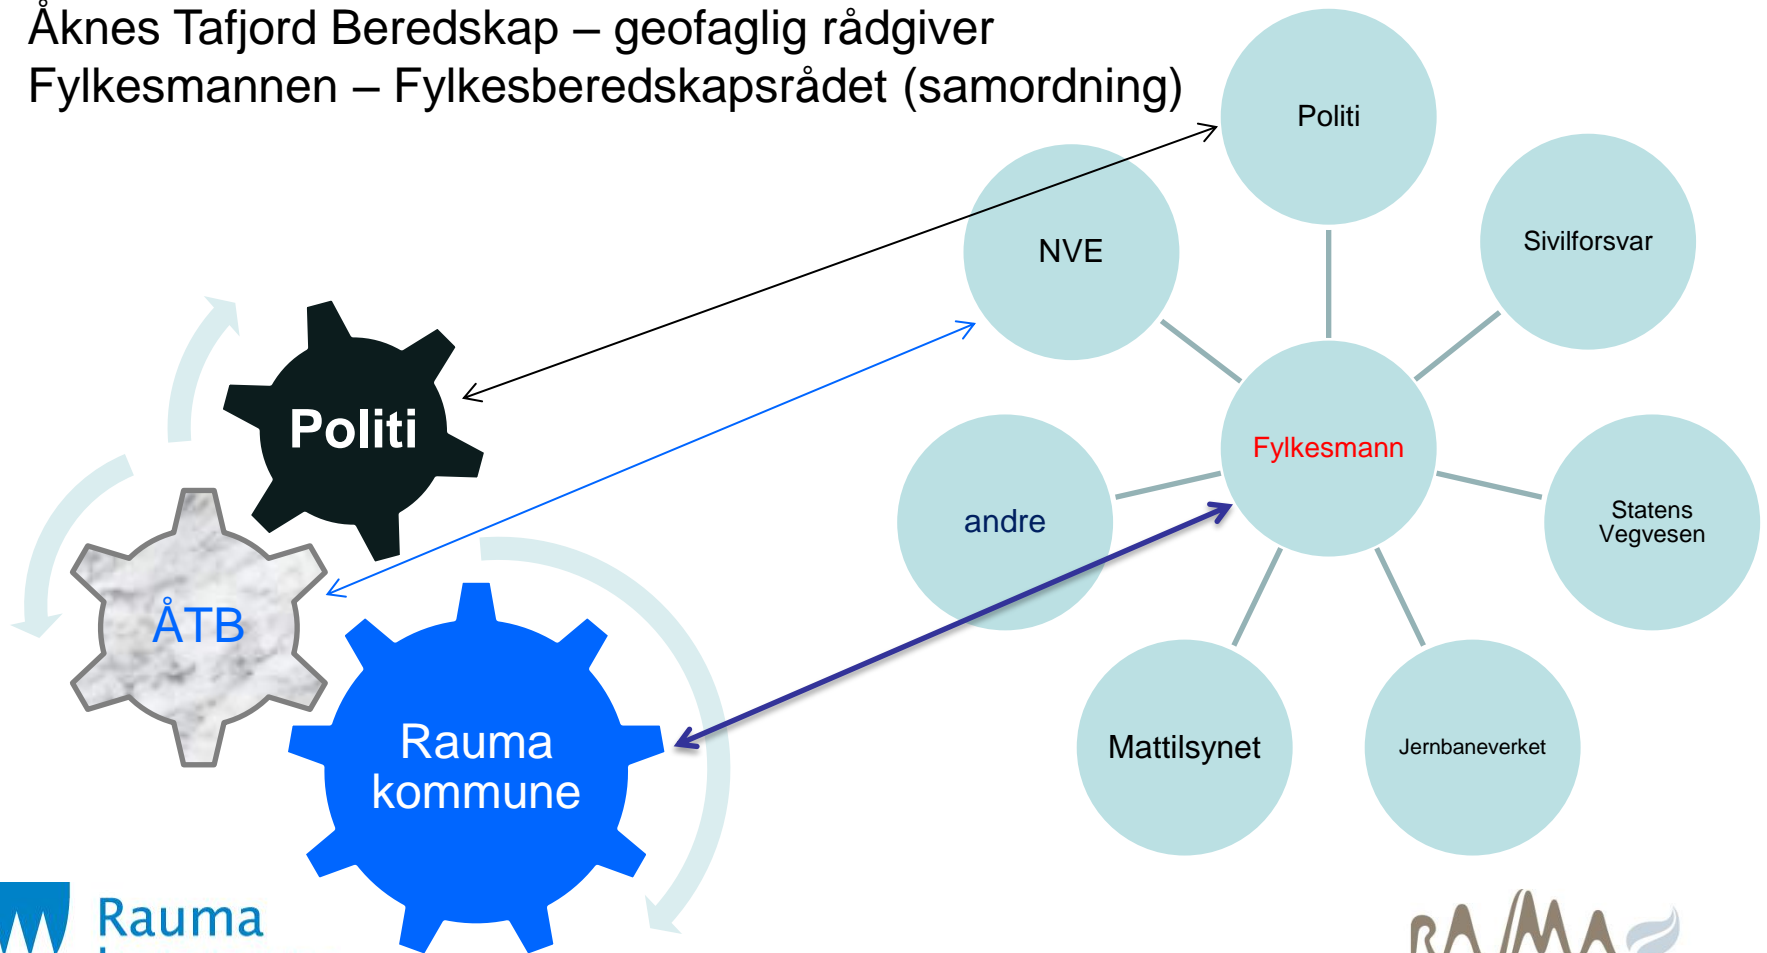 Åknes Tafjord Beredskap – geofaglig rådgiver
Fylkesmannen – Fylkesberedskapsrådet (samordning)
Politi
NVE
Sivilforsvar
Politi
Fylkesmann
andre
Statens
Vegvesen
ÅTB
Rauma
kommune
Mattilsynet
Jernbaneverket
Rauma
RAUMA